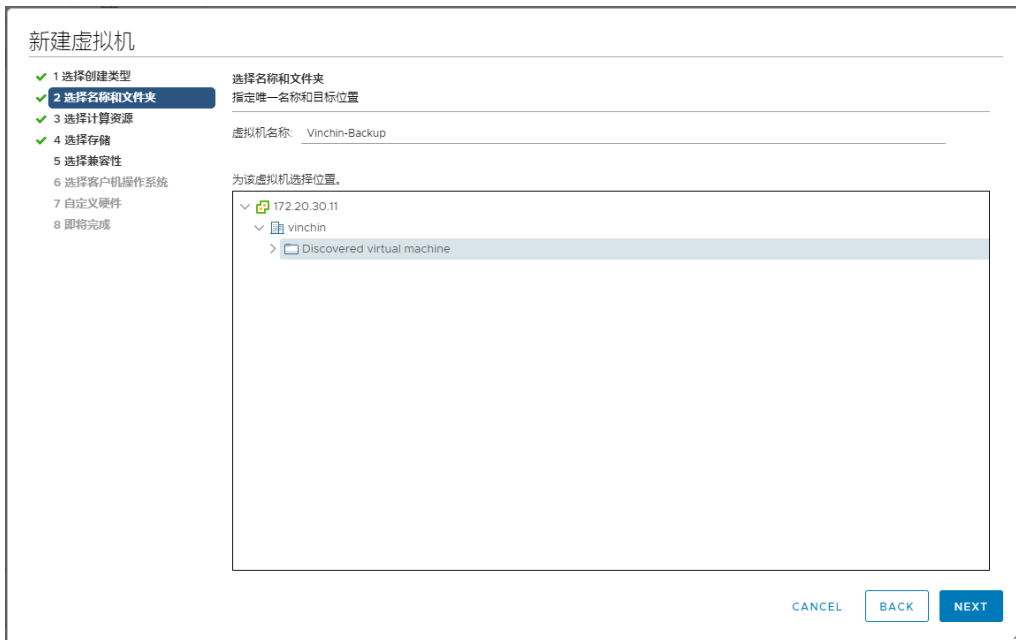 新建虚拟机
1 选择创建类型
2 选择名称和文件夹
3 选择计算资源
4 选择存储
5 选择兼容性
6 选择客户机操作系统
7 自定义硬件
8 即将完成
选择名称和文件夹
指定唯一名称和目标位置
虚拟机名称: Vinchin-Backup
为该虚拟机选择位置。
172.20.30.11
vinchin
Discovered virtual machine
CANCEL BACK NEXT